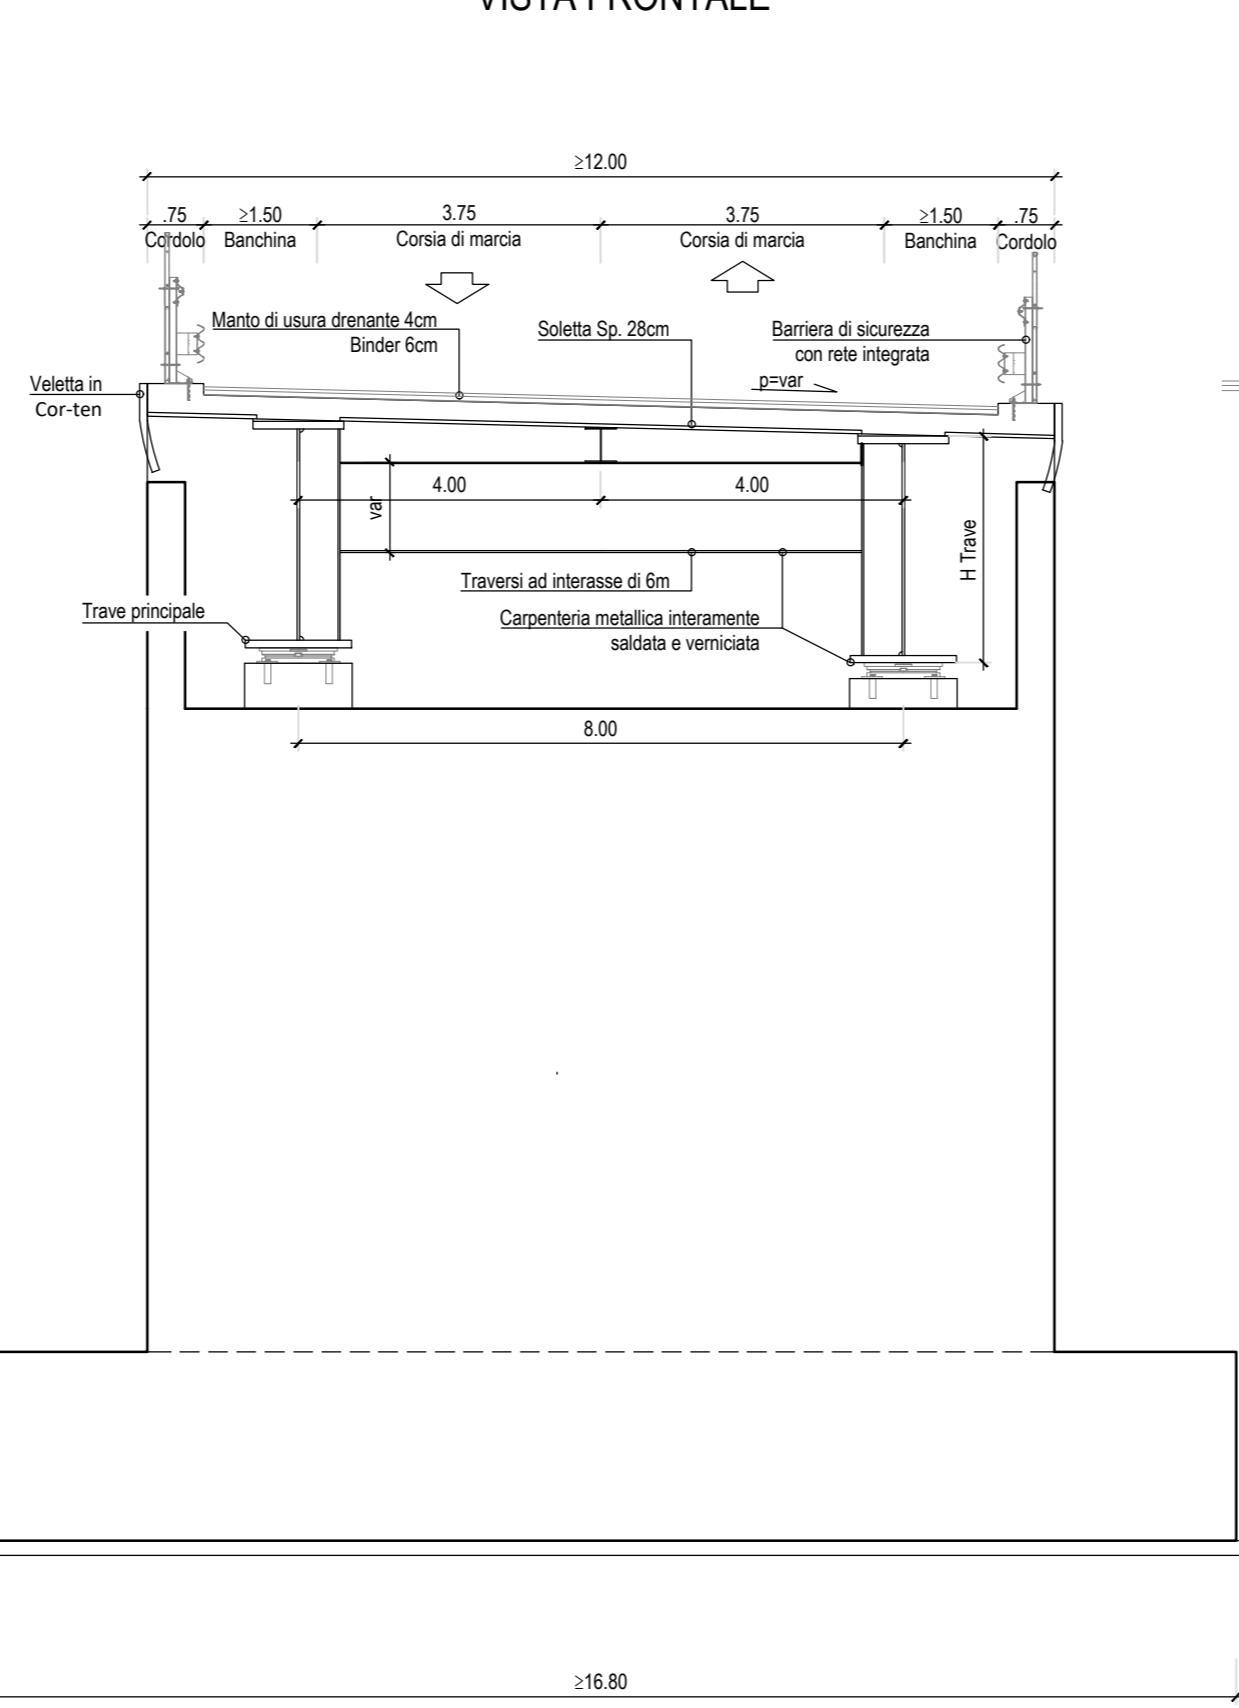 VISTA FRONTALE
≥12.00
.75 ≥1.50 3.75 3.75 ≥1.50 .75
Cordolo Banchina Corsia di marcia Corsia di marcia Banchina Cordolo
Manto di usura drenante 4cm
Binder 6cm
Soletta Sp. 28cm
Barriera di sicurezza
con rete integrata
p=var
Veletta in
Cor-ten
4.00 4.00
var
H Trave
Traversi ad interasse di 6m
Trave principale
Carpenteria metallica interamente
saldata e verniciata
8.00
≥16.80